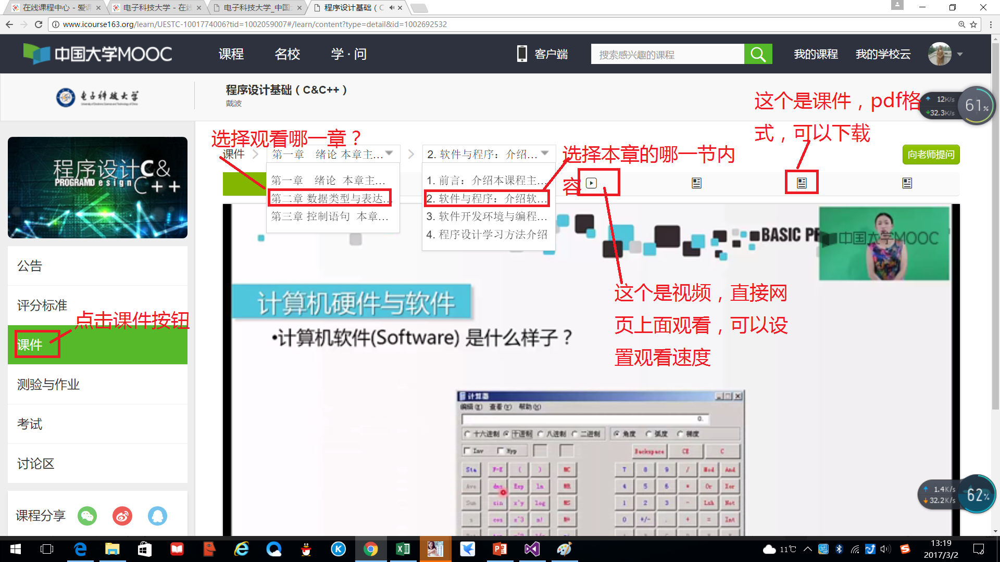 在线课程中心 - 爱课
电子科技大学 - 在线
电子科技大学_中国大
程序设计基础（C
www.icourse163.org/learn/UESTC-1001774006?tid=1002059007#/learn/content?type=detail&id=1002692532
中国大学MOOC
课程
名校
学·问
客户端
搜索感兴趣的课程
我的课程
我的学校云
电子科技大学
University of Electronic Science and Technology of China
程序设计基础（C&C++）
戴波
这个是课件，pdf格
式，可以下载
12K/s
32.3K/s
61%
选择观看哪一章？
课件
第一章 绪论 本章主...
2. 软件与程序：介绍...
选择本章的哪一节内
容
向老师提问
第一章 绪论 本章主...
第二章 数据类型与表达...
第三章 控制语句 本章...
1. 前言：介绍本课程主...
2. 软件与程序：介绍软...
3. 软件开发环境与编程...
4. 程序设计学习方法介绍
程序设计C&
PROGRAMDesign C++
公告
评分标准
点击课件按钮
课件
测验与作业
考试
讨论区
课程分享
BASIC PR
中国大学MOOC
计算机硬件与软件
•计算机软件(Software) 是什么样子？
这个是视频，直接网
页上面观看，可以设
置观看速度
计算器
编辑(E) 查看(V) 帮助(H)
0.
十六进制 十进制 八进制 二进制 角度 弧度 梯度
Inv Hyp
Backspace CE C
Sta F-E ( ) MC 7 8 9 / Mod And
Ave dms Exp ln MR 4 5 6 * Or Xor
Sum sin x^y log MS 1 2 3 - Lsh Not
s cos x^3 n! M+ 0 +/- . + = Int
1.4K/s
32.2K/s
62%
11℃
13:19
2017/3/2